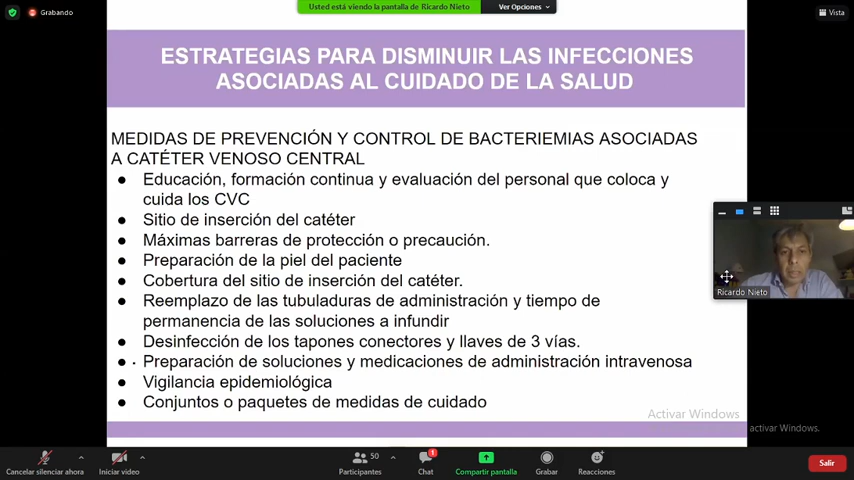 Grabando
Usted está viendo la pantalla de Ricardo Nieto
Ver Opciones
Vista
ESTRATEGIAS PARA DISMINUIR LAS INFECCIONES
ASOCIADAS AL CUIDADO DE LA SALUD
MEDIDAS DE PREVENCIÓN Y CONTROL DE BACTERIEMIAS ASOCIADAS
A CATÉTER VENOSO CENTRAL
● Educación, formación continua y evaluación del personal que coloca y
cuida los CVC
● Sitio de inserción del catéter
● Máximas barreras de protección o precaución.
● Preparación de la piel del paciente
● Cobertura del sitio de inserción del catéter.
● Reemplazo de las tubuladuras de administración y tiempo de
permanencia de las soluciones a infundir
● Desinfección de los tapones conectores y llaves de 3 vías.
● Preparación de soluciones y medicaciones de administración intravenosa
● Vigilancia epidemiológica
● Conjuntos o paquetes de medidas de cuidado
Ricardo Nieto
Activar Windows
activar Windows.
Cancelar silenciar ahora
Iniciar video
50
Participantes
1
Chat
Compartir pantalla
Grabar
Reacciones
Salir